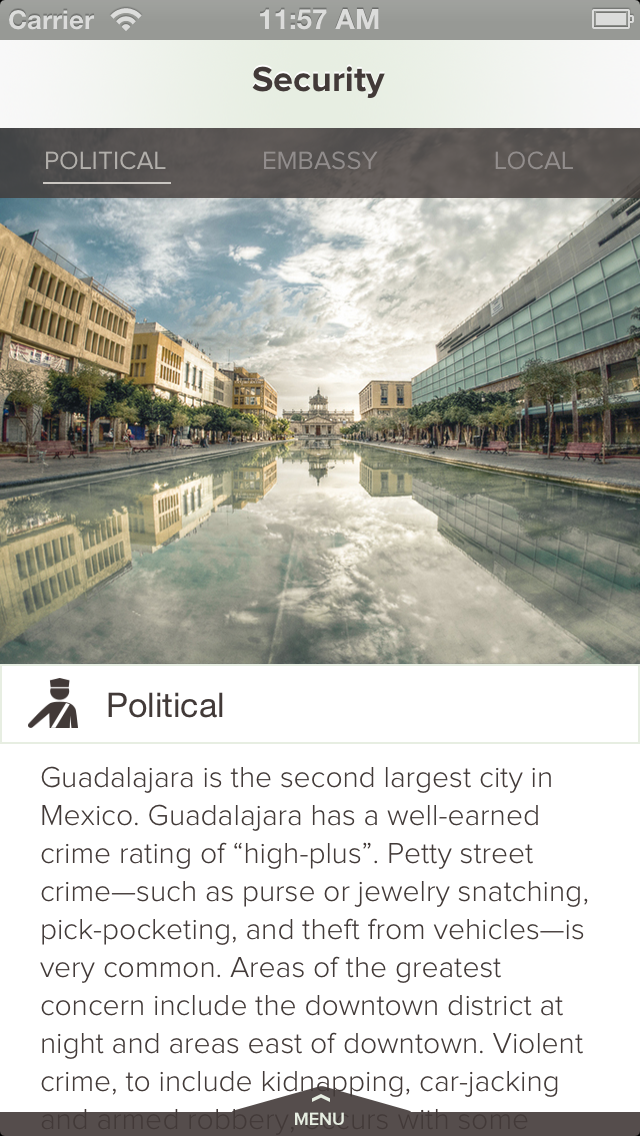 Carrier 11:57 AM
Security
POLITICAL EMBASSY LOCAL
Political
Guadalajara is the second largest city in
Mexico. Guadalajara has a well-earned
crime rating of “high-plus”. Petty street
crime—such as purse or jewelry snatching,
pick-pocketing, and theft from vehicles—is
very common. Areas of the greatest
concern include the downtown district at
night and areas east of downtown. Violent
crime, to include kidnapping, car-jacking
and armed robbery, occurs with some
MENU